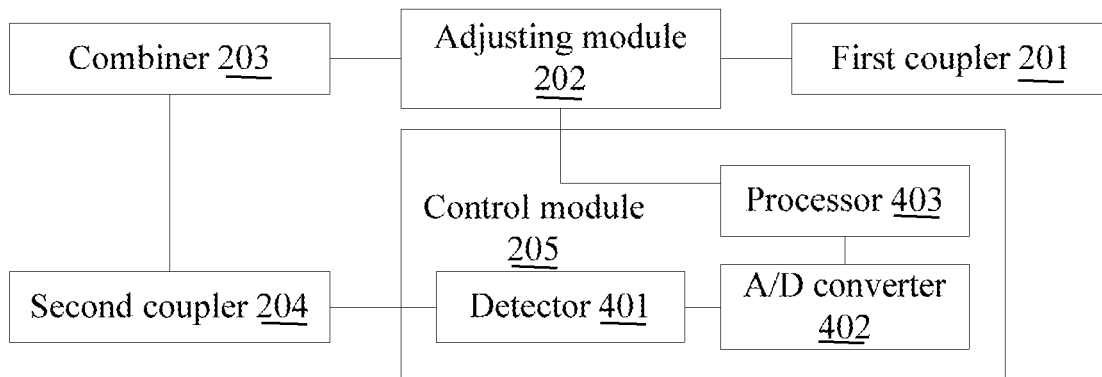 Combiner 203
Adjusting module
202
First coupler 201
Control module
205
Processor 403
Second coupler 204
Detector 401
A/D converter
402